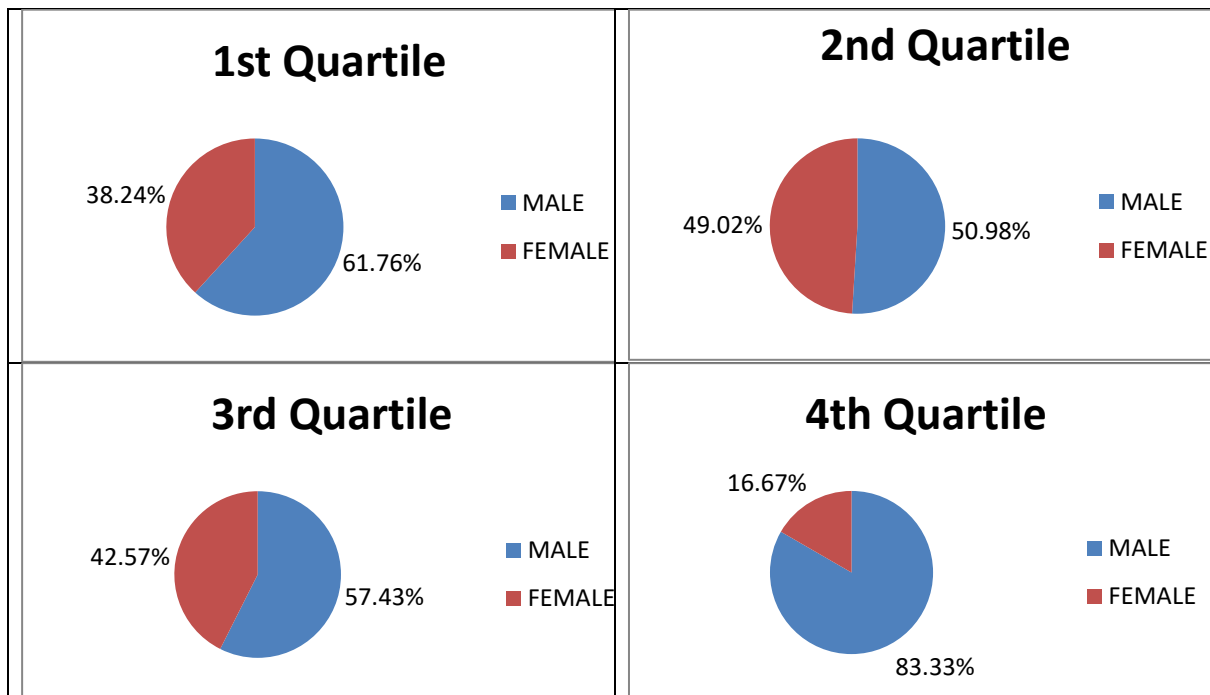 1st Quartile
38.24%
61.76%
MALE
FEMALE
2nd Quartile
49.02%
50.98%
MALE
FEMALE
3rd Quartile
42.57%
57.43%
MALE
FEMALE
4th Quartile
16.67%
83.33%
MALE
FEMALE